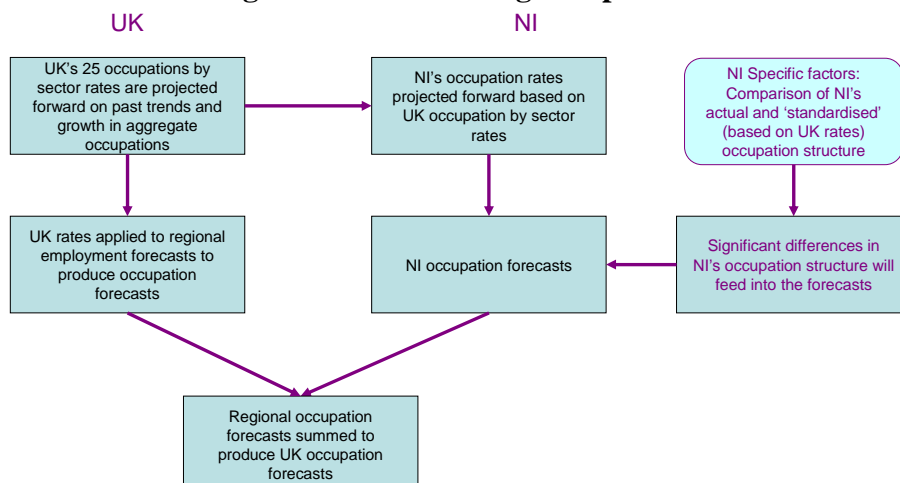 UK
NI
UK's 25 occupations by
sector rates are projected
forward on past trends and
growth in aggregate
occupations
NI's occupation rates
projected forward based on
UK occupation by sector
rates
NI Specific factors:
Comparison of NI's
actual and 'standardised'
(based on UK rates)
occupation structure
UK rates applied to regional
employment forecasts to
produce occupation
forecasts
NI occupation forecasts
Significant differences in
NI's occupation structure will
feed into the forecasts
Regional occupation
forecasts summed to
produce UK occupation
forecasts